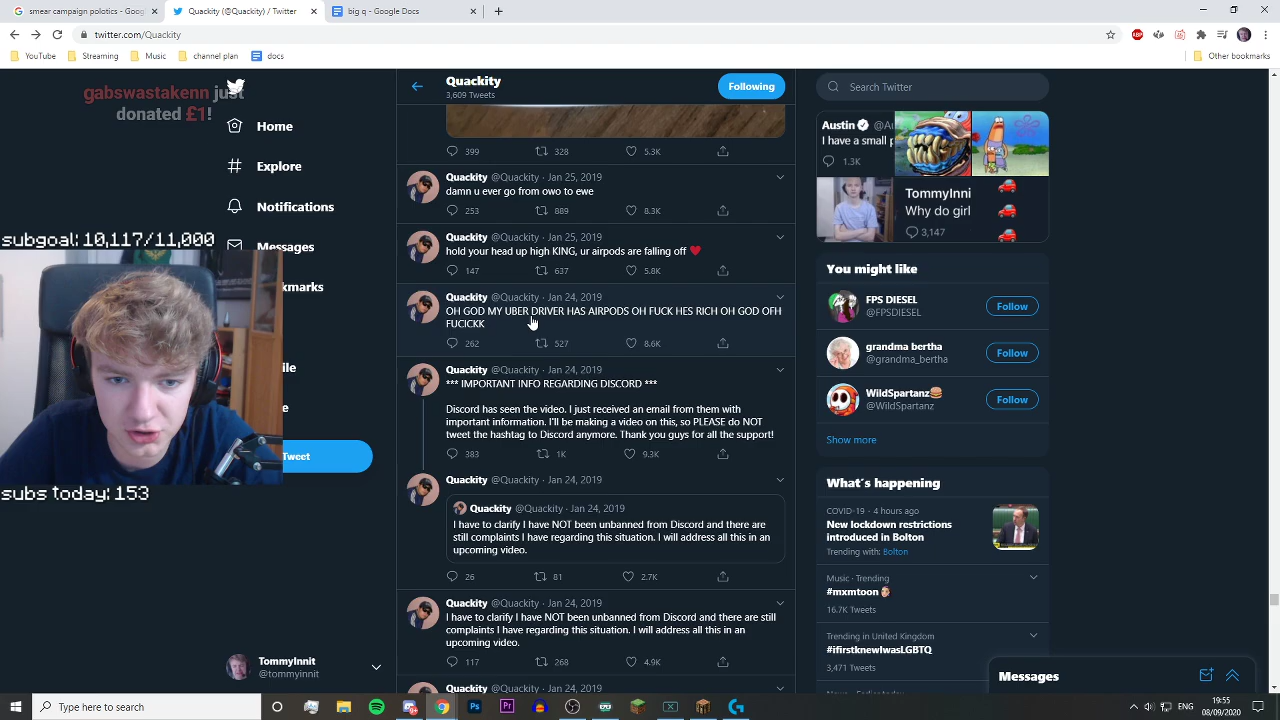 smear campaign politics - Googl
Quackity (@Quackity) / Twitter
big q - Google Docs
twitter.com/Quackity
YouTube
Streaming
Music
channel plan
docs
Other bookmarks
gabswastakenn just
donated £1!
subgoal: 10,117/11,000
subs today: 153
Home
Explore
Notifications
Messages
kmarks
Tweet
TommyInnit
@tommyinnit
Quackity
3,609 Tweets
Following
399 328 5.3K
Quackity @Quackity · Jan 25, 2019
damn u ever go from owo to ewe
253 889 8.3K
Quackity @Quackity · Jan 25, 2019
hold your head up high KING, ur airpods are falling off ♥
147 637 5.8K
Quackity @Quackity · Jan 24, 2019
OH GOD MY UBER DRIVER HAS AIRPODS OH FUCK HES RICH OH GOD OFH
FUCICKK
262 527 8.6K
Quackity @Quackity · Jan 24, 2019
*** IMPORTANT INFO REGARDING DISCORD ***
Discord has seen the video. I just received an email from them with
important information. I'll be making a video on this, so PLEASE do NOT
tweet the hashtag to Discord anymore. Thank you guys for all the support!
383 1K 9.3K
Quackity @Quackity · Jan 24, 2019
Quackity @Quackity · Jan 24, 2019
I have to clarify I have NOT been unbanned from Discord and there are
still complaints I have regarding this situation. I will address all this in an
upcoming video.
26 81 2.7K
Quackity @Quackity · Jan 24, 2019
I have to clarify I have NOT been unbanned from Discord and there are still
complaints I have regarding this situation. I will address all this in an
upcoming video.
117 268 4.9K
Quackity @Quackity · Jan 24, 2019
Search Twitter
Austin @Au
I have a small p
1.3K
TommyInnit
Why do girl
3,147
You might like
FPS DIESEL
@FPSDIESEL
Follow
grandma bertha
@grandma_bertha
Follow
WildSpartanz🍔
@WildSpartanz
Follow
Show more
What's happening
COVID-19 · 4 hours ago
New lockdown restrictions
introduced in Bolton
Trending with: Bolton
Music · Trending
#mxmtoon
16.7K Tweets
Trending in United Kingdom
#ifirstknewIwasLGBTQ
3,471 Tweets
Messages
Type here to search
ENG
19:55
08/09/2020